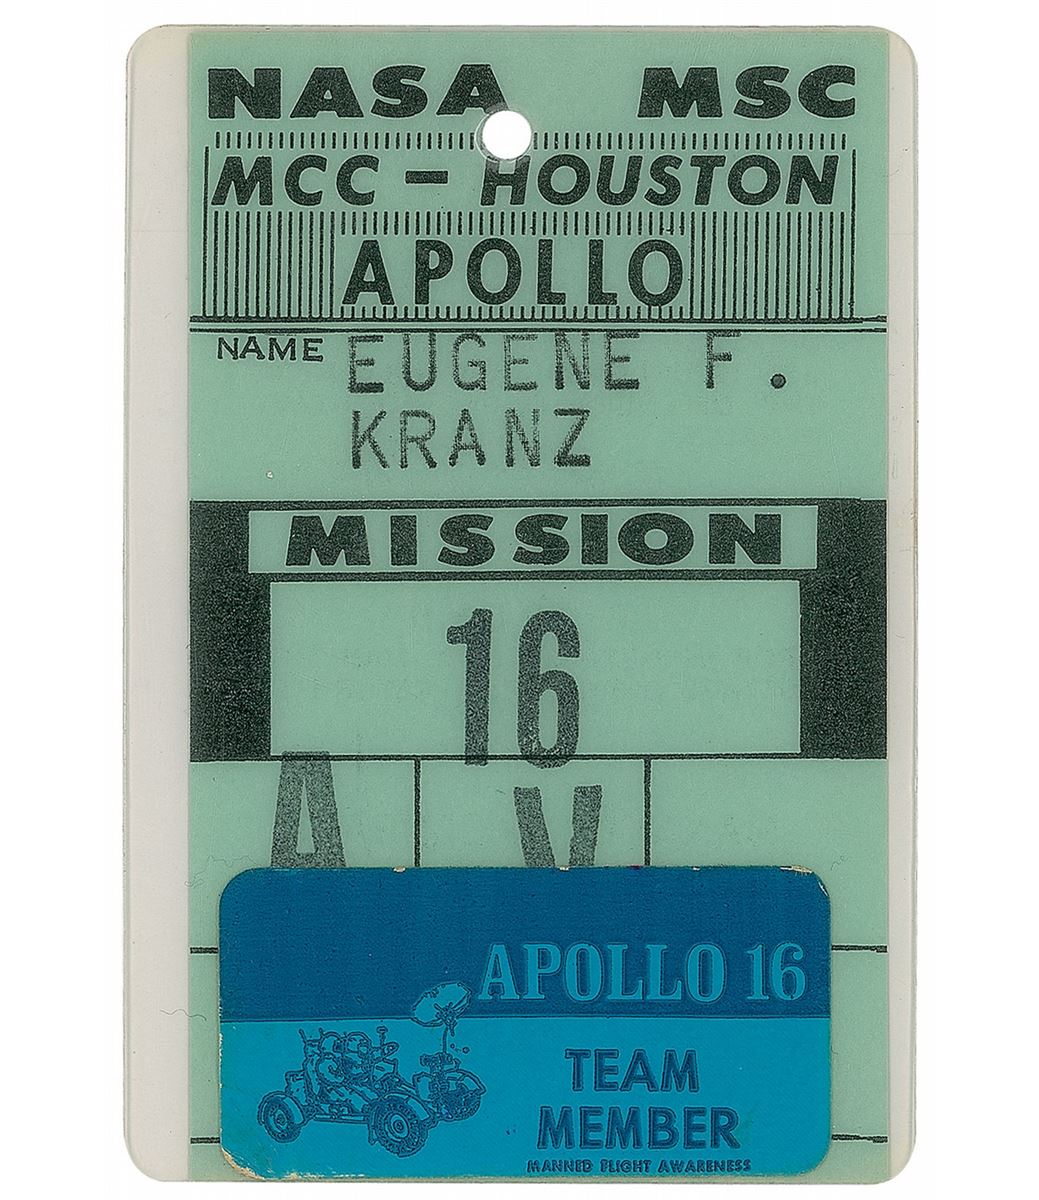 NASA MSC
MCC - HOUSTON
APOLLO
NAME EUGENE F.
KRANZ
MISSION
16
A V
APOLLO 16
TEAM
MEMBER
MANNED FLIGHT AWARENESS